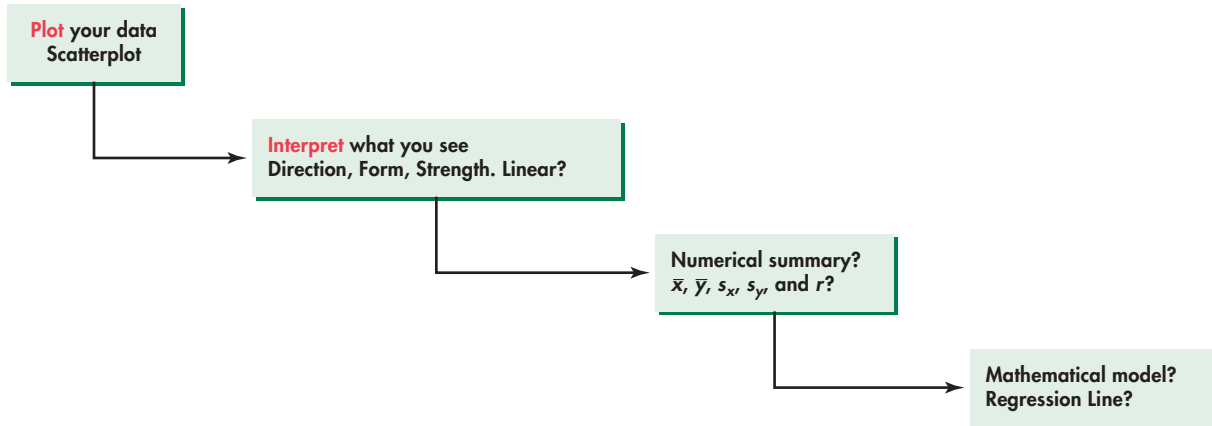 Plot your data
Scatterplot
Interpret what you see
Direction, Form, Strength. Linear?
Numerical summary?
x̄, ȳ, sₓ, s_y, and r?
Mathematical model?
Regression Line?